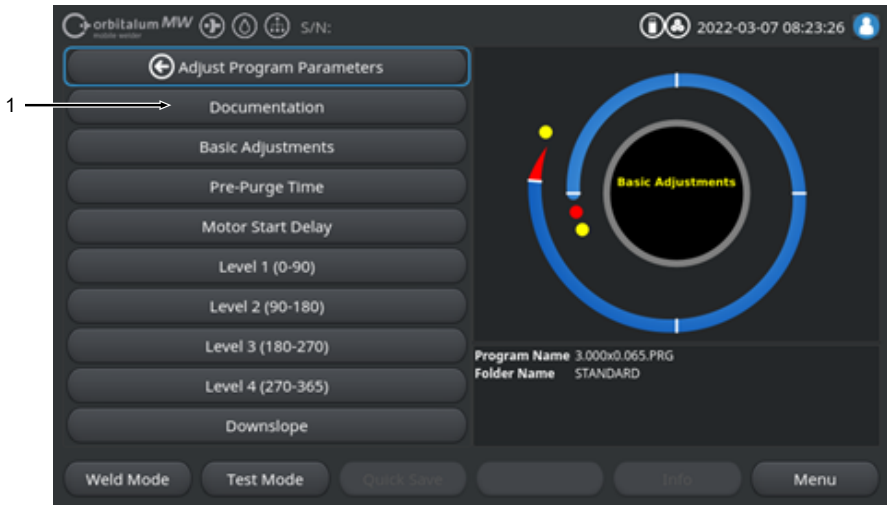 orbitalum MW S/N: 2022-03-07 08:23:26
mobile welder
Adjust Program Parameters
1
Documentation
Basic Adjustments
Pre-Purge Time
Motor Start Delay
Level 1 (0-90)
Level 2 (90-180)
Level 3 (180-270)
Level 4 (270-365)
Downslope
Basic Adjustments
Program Name 3.000x0.065.PRG
Folder Name STANDARD
Weld Mode Test Mode Quick Save Info Menu